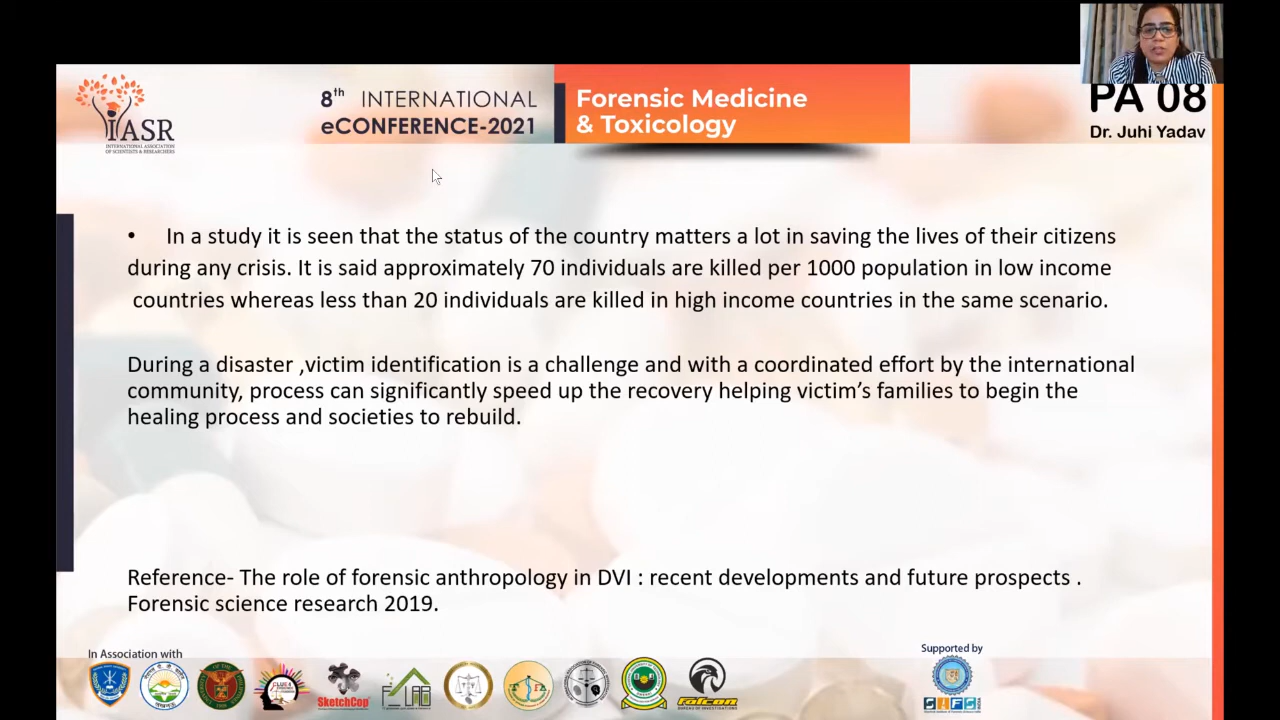 8th INTERNATIONAL
eCONFERENCE-2021
Forensic Medicine
& Toxicology
PA 08
Dr. Juhi Yadav
iASR
INTERNATIONAL ASSOCIATION
OF SCIENTISTS & RESEARCHERS
• In a study it is seen that the status of the country matters a lot in saving the lives of their citizens
during any crisis. It is said approximately 70 individuals are killed per 1000 population in low income
countries whereas less than 20 individuals are killed in high income countries in the same scenario.
During a disaster ,victim identification is a challenge and with a coordinated effort by the international
community, process can significantly speed up the recovery helping victim’s families to begin the
healing process and societies to rebuild.
Reference- The role of forensic anthropology in DVI : recent developments and future prospects .
Forensic science research 2019.
In Association with
Supported by
SketchCop
LAB
Falcon
BUREAU OF INVESTIGATIONS
SIFS